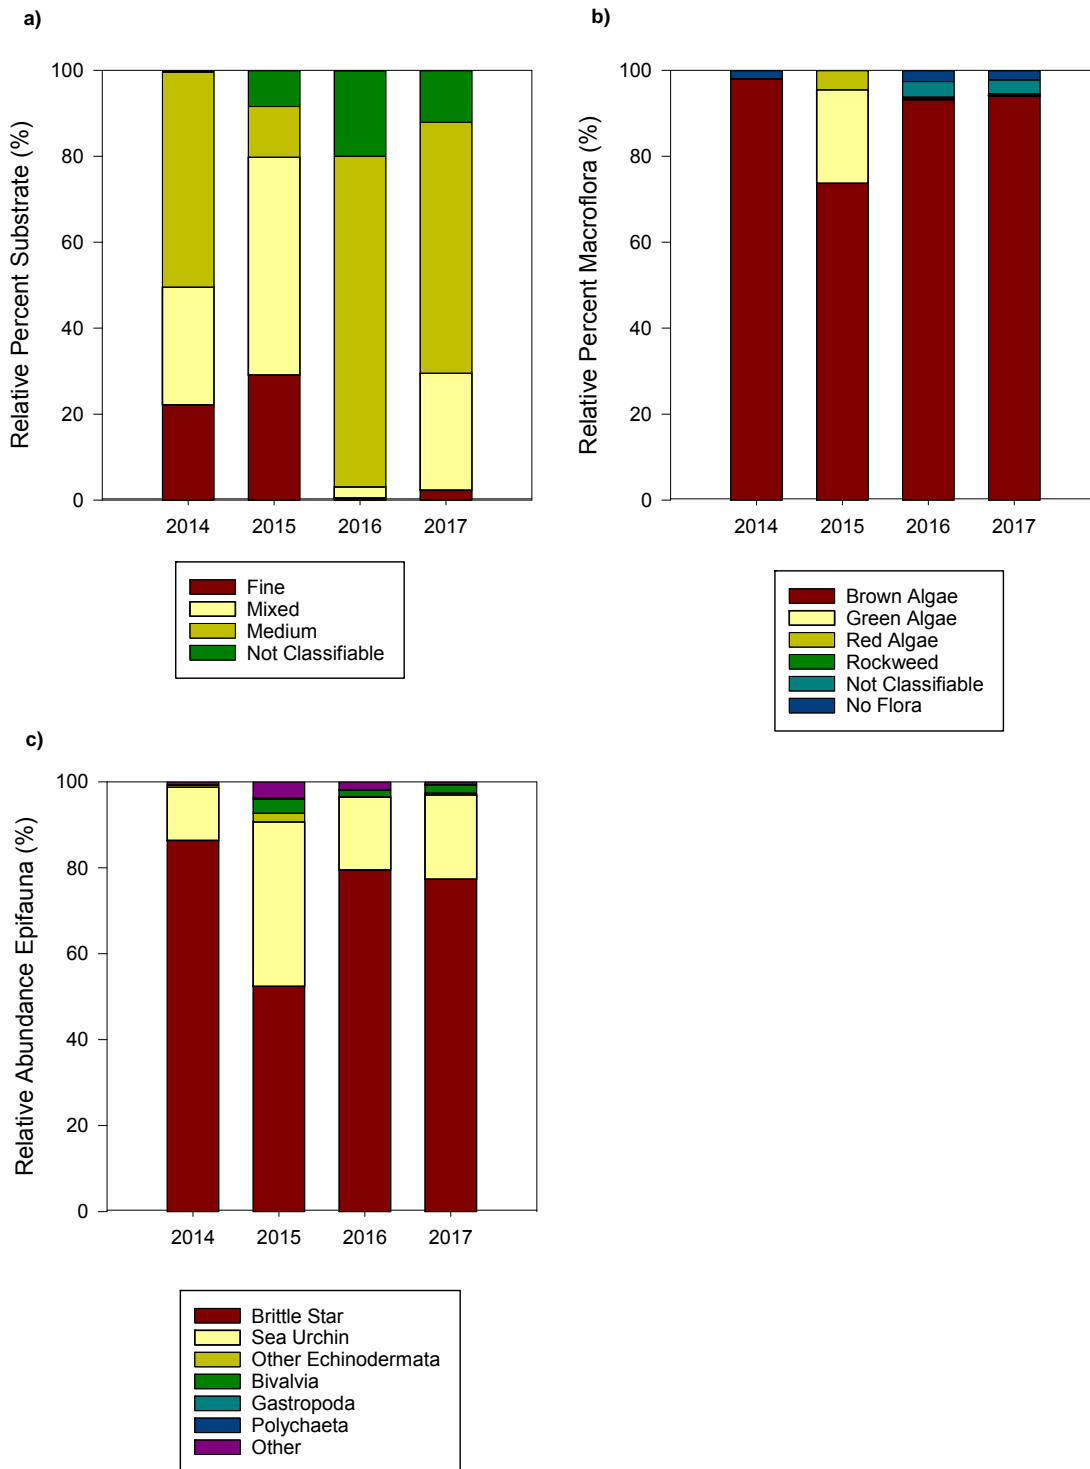 a)
Relative Percent Substrate (%)
100
80
60
40
20
0
2014 2015 2016 2017
Fine
Mixed
Medium
Not Classifiable
b)
Relative Percent Macroflora (%)
100
80
60
40
20
0
2014 2015 2016 2017
Brown Algae
Green Algae
Red Algae
Rockweed
Not Classifiable
No Flora
c)
Relative Abundance Epifauna (%)
100
80
60
40
20
0
2014 2015 2016 2017
Brittle Star
Sea Urchin
Other Echinodermata
Bivalvia
Gastropoda
Polychaeta
Other